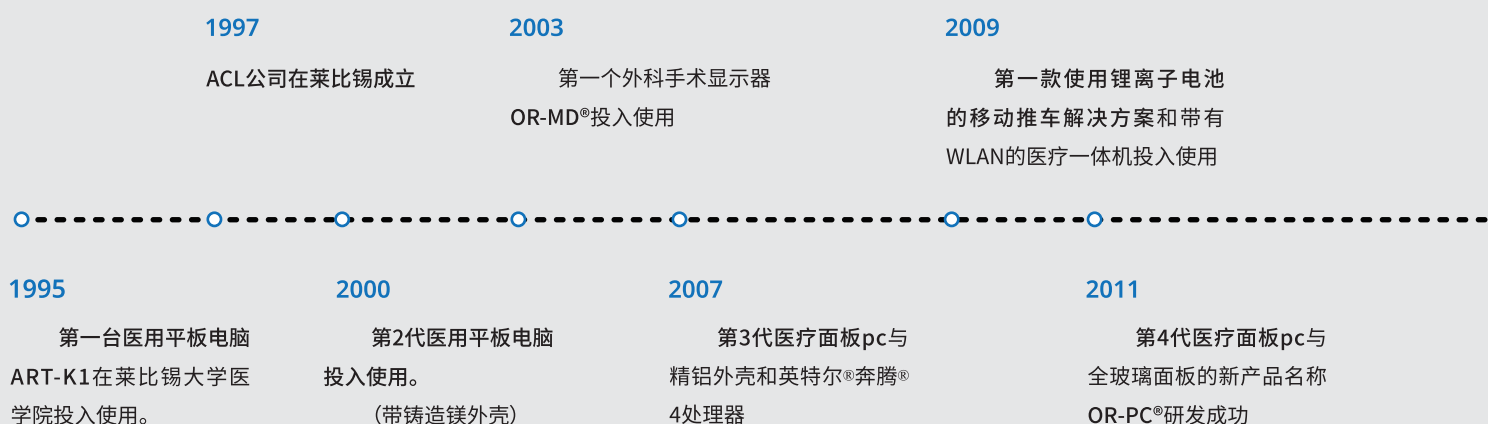 1997
ACL公司在莱比锡成立
2003
第一个外科手术显示器
OR-MD®投入使用
2009
第一款使用锂离子电池
的移动推车解决方案和带有
WLAN的医疗一体机投入使用
1995
第一台医用平板电脑
ART-K1在莱比锡大学医
学院投入使用。
2000
第2代医用平板电脑
投入使用。
（带铸造镁外壳）
2007
第3代医疗面板pc与
精铝外壳和英特尔®奔腾®
4处理器
2011
第4代医疗面板pc与
全玻璃面板的新产品名称
OR-PC®研发成功